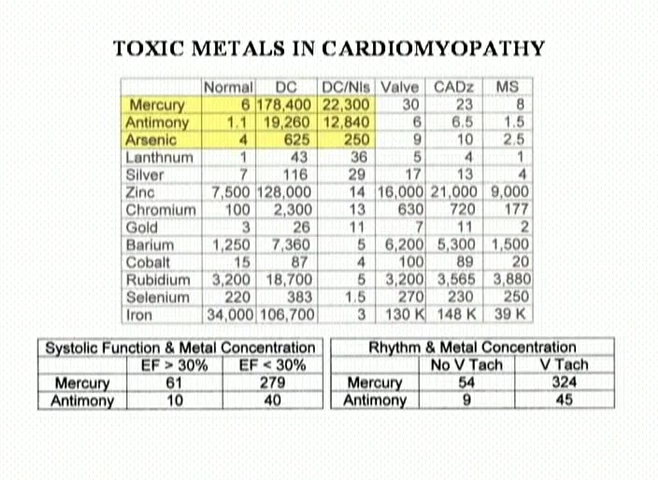 TOXIC METALS IN CARDIOMYOPATHY
Normal DC DC/Nls Valve CADz MS
Mercury 6 178,400 22,300 30 23 8
Antimony 1.1 19,260 12,840 6 6.5 1.5
Arsenic 4 625 250 9 10 2.5
Lanthnum 1 43 36 5 4 1
Silver 7 116 29 17 13 4
Zinc 7,500 128,000 14 16,000 21,000 9,000
Chromium 100 2,300 13 630 720 177
Gold 3 26 11 7 11 2
Barium 1,250 7,360 5 6,200 5,300 1,500
Cobalt 15 87 4 100 89 20
Rubidium 3,200 18,700 5 3,200 3,565 3,880
Selenium 220 383 1.5 270 230 250
Iron 34,000 106,700 3 130 K 148 K 39 K
Systolic Function & Metal Concentration
EF > 30% EF < 30%
Mercury 61 279
Antimony 10 40
Rhythm & Metal Concentration
No V Tach V Tach
Mercury 54 324
Antimony 9 45